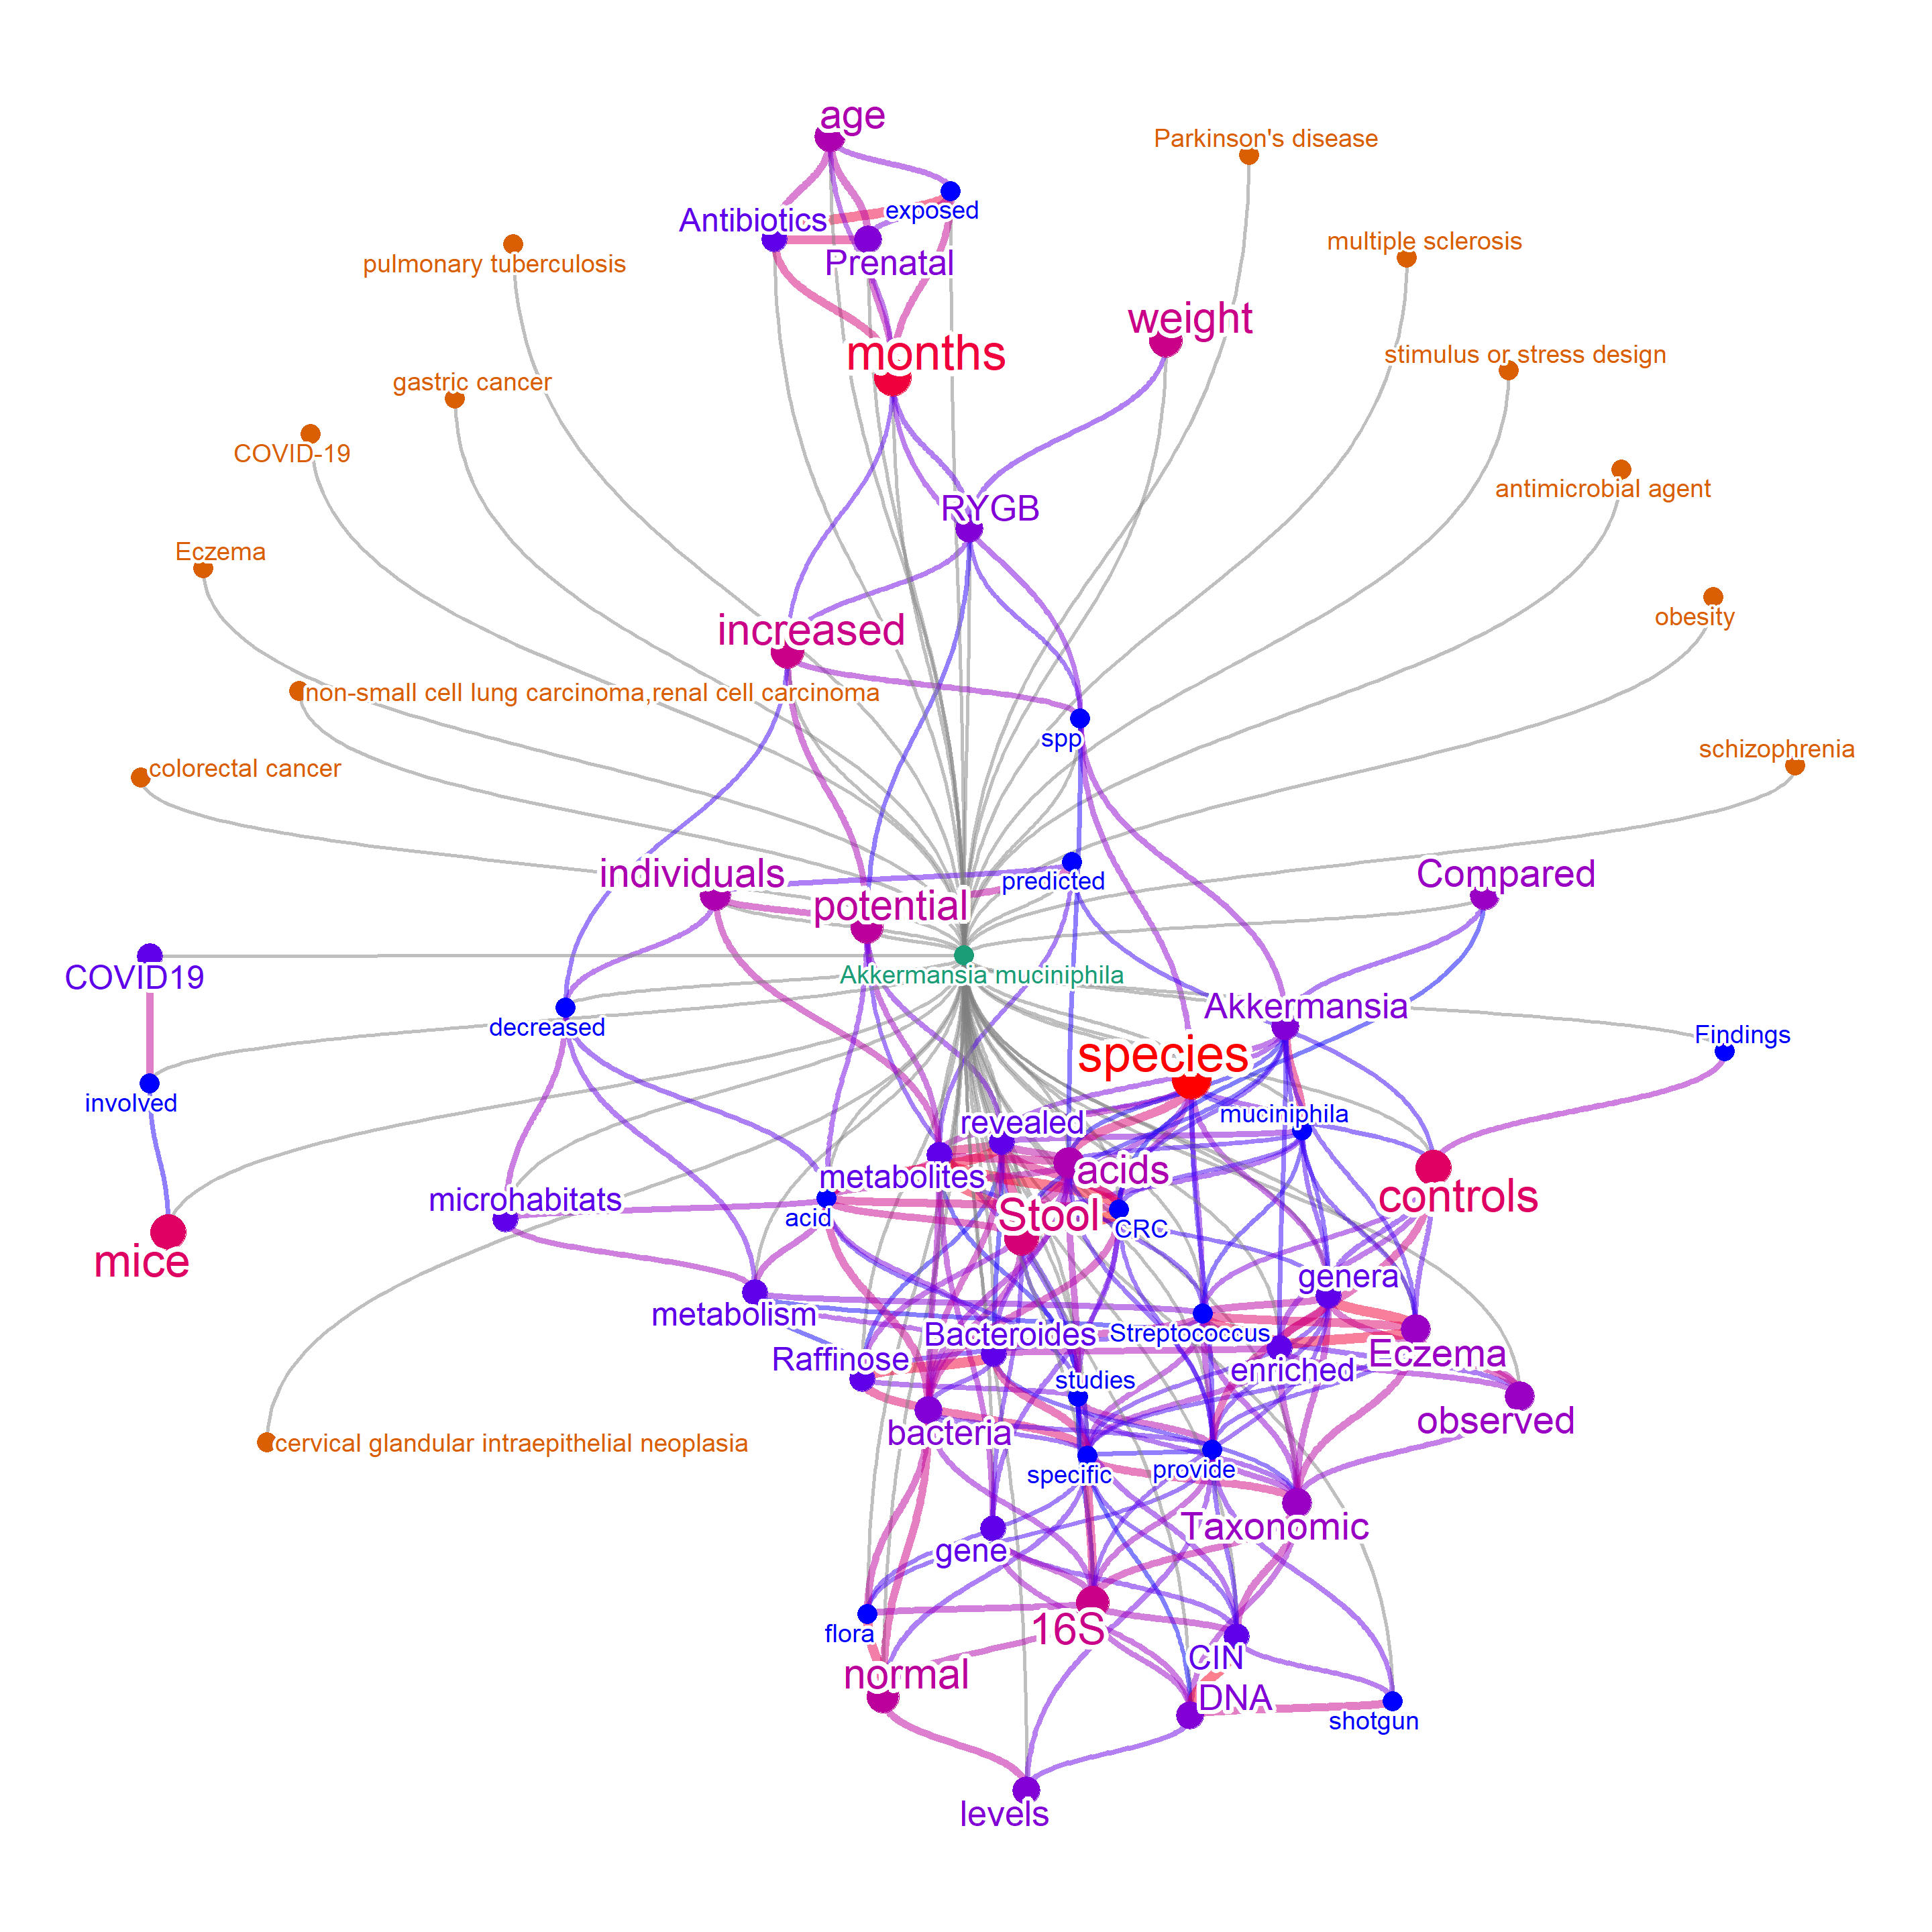 age
Parkinson's disease
exposed
Antibiotics
multiple sclerosis
Prenatal
pulmonary tuberculosis
weight
months
stimulus or stress design
gastric cancer
COVID-19
antimicrobial agent
RYGB
Eczema
obesity
increased
non-small cell lung carcinoma,renal cell carcinoma
spp
schizophrenia
colorectal cancer
individuals
predicted
Compared
potential
COVID19
Akkermansia muciniphila
Akkermansia
decreased
Findings
species
involved
muciniphila
revealed
metabolites
acids
microhabitats
controls
acid
Stool
CRC
mice
genera
metabolism
Bacteroides
Streptococcus
Raffinose
enriched
Eczema
studies
observed
bacteria
cervical glandular intraepithelial neoplasia
specific
provide
Taxonomic
gene
16S
flora
CIN
normal
DNA
shotgun
levels